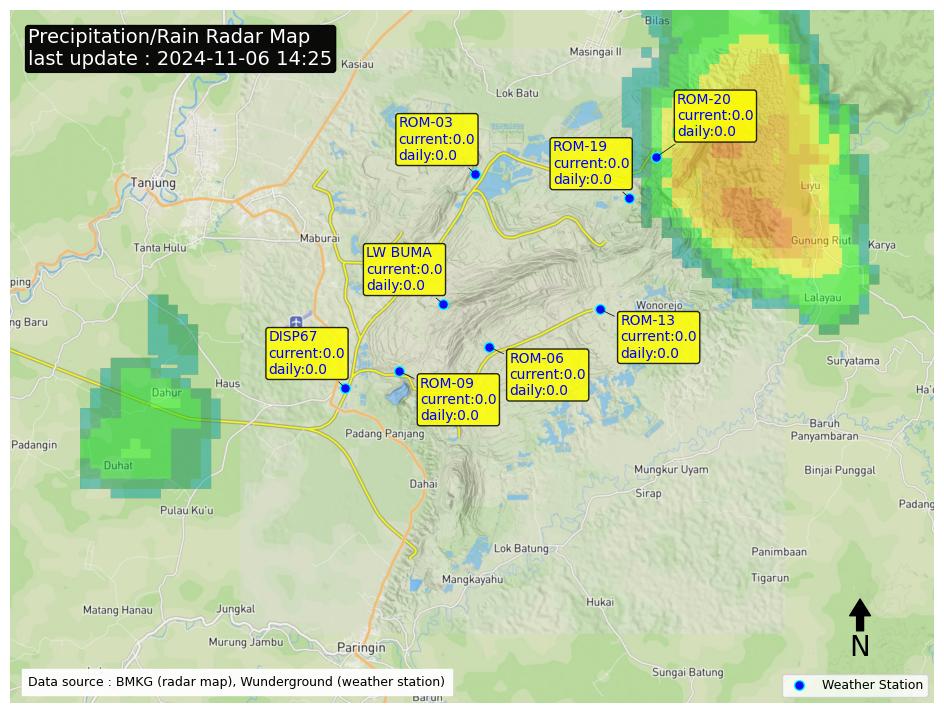 Precipitation/Rain Radar Map
last update : 2024-11-06 14:25
Bilas
Masingai II
Kasiau
Lok Batu
ROM-20
current:0.0
daily:0.0
ROM-03
current:0.0
daily:0.0
ROM-19
current:0.0
daily:0.0
Tanjung
Liyu
Maburai
Tanta Hulu
Gunung Riut
Karya
LW BUMA
current:0.0
daily:0.0
ping
Lalayau
Wonorejo
ng Baru
ROM-13
current:0.0
daily:0.0
DISP67
current:0.0
daily:0.0
ROM-06
current:0.0
daily:0.0
Suryatama
Haus
Dahur
ROM-09
current:0.0
daily:0.0
Ha'
Baruh
Panyambaran
Padang Panjang
Padangin
Duhat
Mungkur Uyam
Binjai Punggal
Dahai
Sirap
Padang
Pulau Ku'u
Lok Batung
Panimbaan
Mangkayahu
Tigarun
Hukai
Matang Hanau
Jungkal
Murung Jambu
Paringin
N
Sungai Batung
Data source : BMKG (radar map), Wunderground (weather station)
Weather Station
Barun